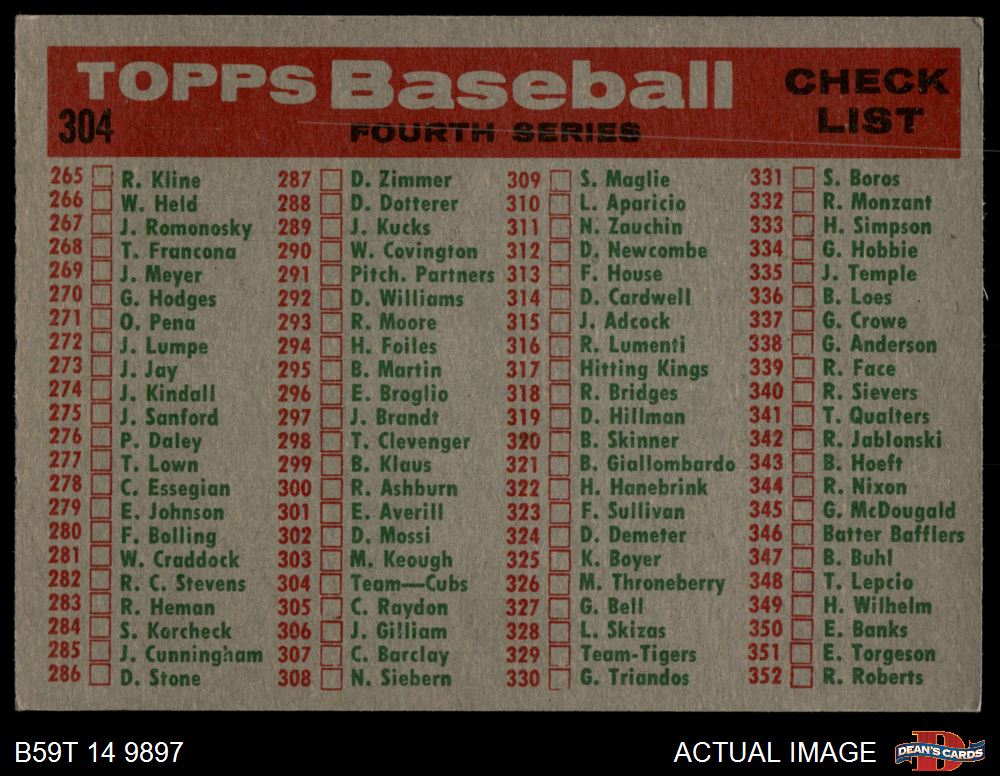 TOPPS Baseball CHECK LIST
304 FOURTH SERIES
265 R. Kline
266 W. Held
267 J. Romonosky
268 T. Francona
269 J. Meyer
270 G. Hodges
271 O. Pena
272 J. Lumpe
273 J. Jay
274 J. Kindall
275 J. Sanford
276 P. Daley
277 T. Lown
278 C. Essegian
279 E. Johnson
280 F. Bolling
281 W. Craddock
282 R. C. Stevens
283 R. Heman
284 S. Korcheck
285 J. Cunningham
286 D. Stone
287 D. Zimmer
288 D. Dotterer
289 J. Kucks
290 W. Covington
291 Pitch. Partners
292 D. Williams
293 R. Moore
294 H. Foiles
295 B. Martin
296 E. Broglio
297 J. Brandt
298 T. Clevenger
299 B. Klaus
300 R. Ashburn
301 E. Averill
302 D. Mossi
303 M. Keough
304 Team—Cubs
305 C. Raydon
306 J. Gilliam
307 C. Barclay
308 N. Siebern
309 S. Maglie
310 L. Aparicio
311 N. Zauchin
312 D. Newcombe
313 F. House
314 D. Cardwell
315 J. Adcock
316 R. Lumenti
317 Hitting Kings
318 R. Bridges
319 D. Hillman
320 B. Skinner
321 B. Giallombardo
322 H. Hanebrink
323 F. Sullivan
324 D. Demeter
325 K. Boyer
326 M. Throneberry
327 G. Bell
328 L. Skizas
329 Team-Tigers
330 G. Triandos
331 S. Boros
332 R. Monzant
333 H. Simpson
334 G. Hobbie
335 J. Temple
336 B. Loes
337 G. Crowe
338 G. Anderson
339 R. Face
340 R. Sievers
341 T. Qualters
342 R. Jablonski
343 B. Hoeft
344 R. Nixon
345 G. McDougald
346 Batter Bafflers
347 B. Buhl
348 T. Lepcio
349 H. Wilhelm
350 E. Banks
351 E. Torgeson
352 R. Roberts
B59T 14 9897
ACTUAL IMAGE
DEAN'S CARDS